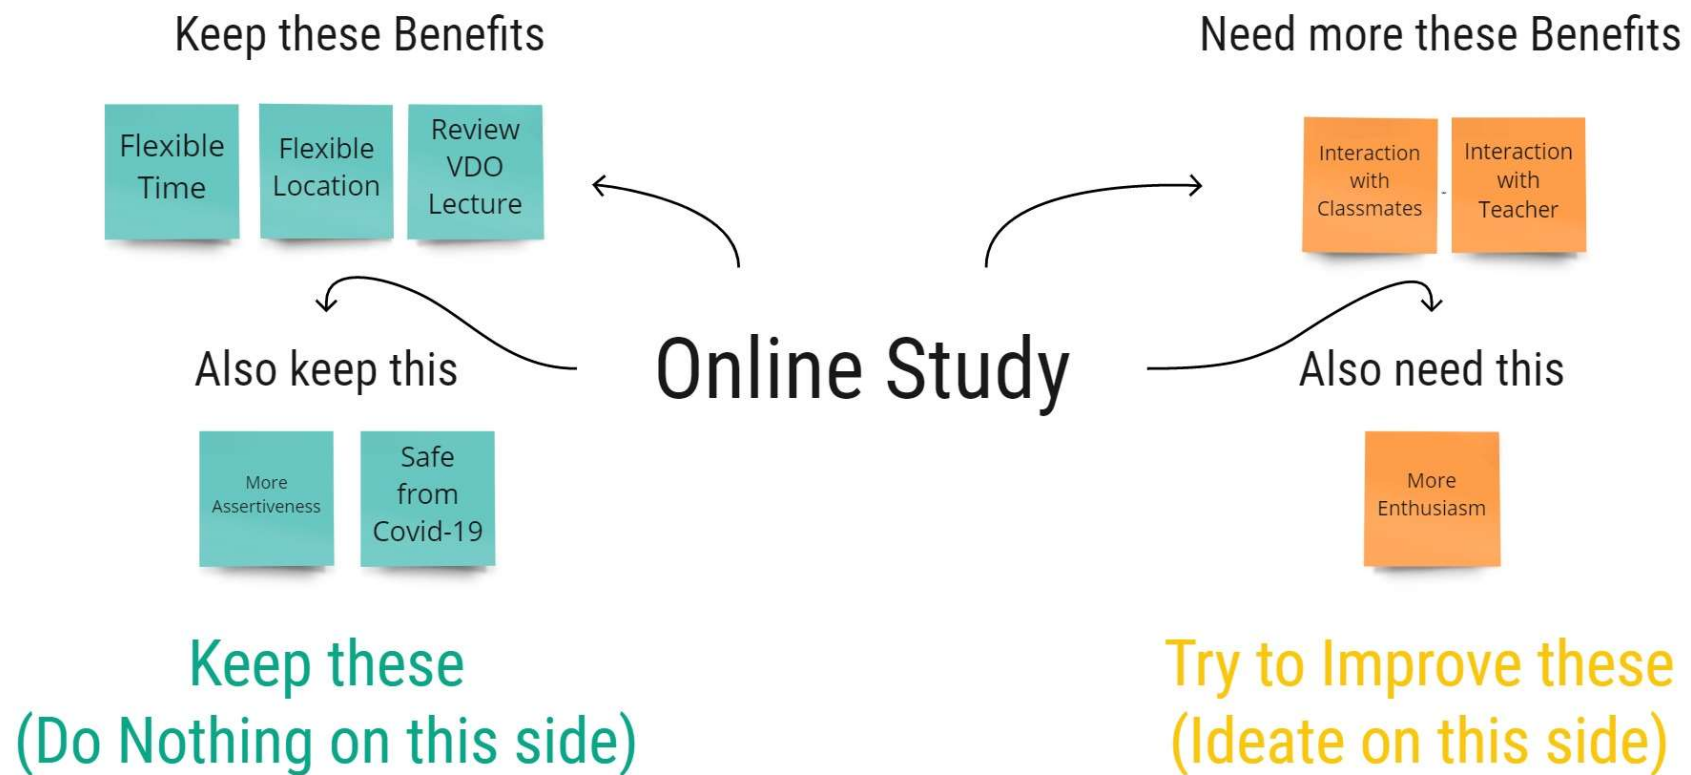 Keep these Benefits
Need more these Benefits
Flexible
Time
Flexible
Location
Review
VDO
Lecture
Interaction
with
Classmates
-
Interaction
with
Teacher
Online Study
Also keep this
Also need this
More
Assertiveness
Safe
from
Covid-19
More
Enthusiasm
Keep these
(Do Nothing on this side)
Try to Improve these
(Ideate on this side)